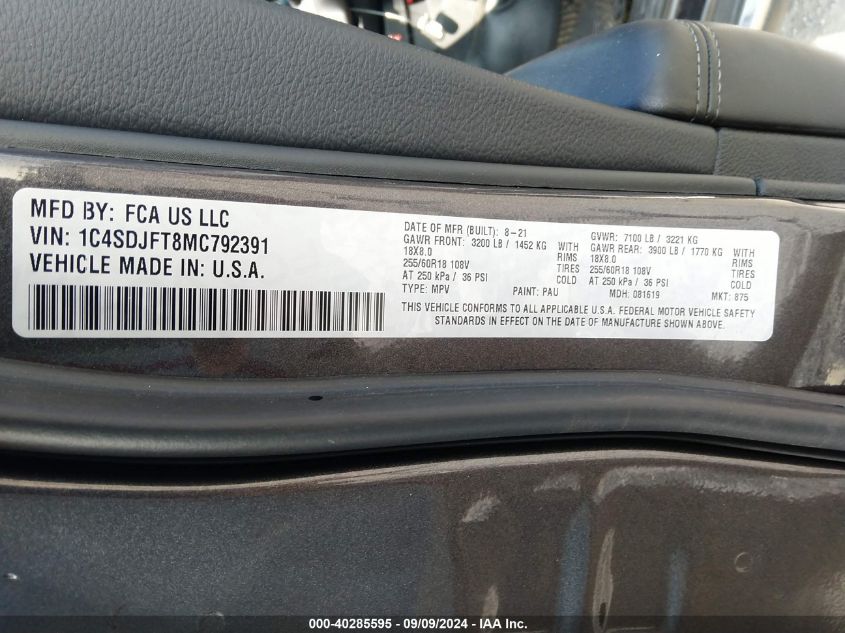 MFD BY: FCA US LLC
VIN: 1C4SDJFT8MC792391
VEHICLE MADE IN: U.S.A.
DATE OF MFR (BUILT): 8-21 GVWR: 7100 LB / 3221 KG
GAWR FRONT: 3200 LB / 1452 KG WITH GAWR REAR: 3900 LB / 1770 KG WITH
18X8.0 RIMS 18X8.0 RIMS
255/60R18 108V TIRES 255/60R18 108V TIRES
AT 250 kPa / 36 PSI COLD AT 250 kPa / 36 PSI COLD
TYPE: MPV PAINT: PAU MDH: 081619 MKT: 875
THIS VEHICLE CONFORMS TO ALL APPLICABLE U.S.A. FEDERAL MOTOR VEHICLE SAFETY
STANDARDS IN EFFECT ON THE DATE OF MANUFACTURE SHOWN ABOVE.
000-40285595 - 09/09/2024 - IAA Inc.